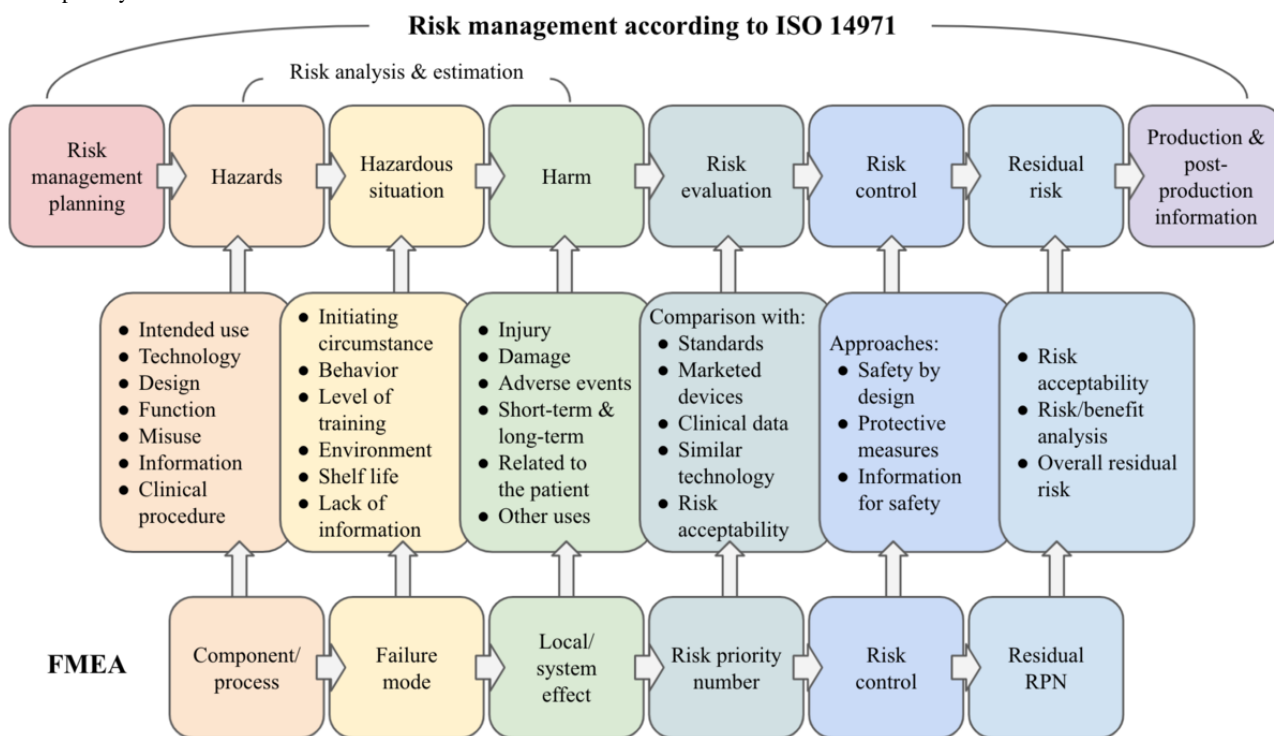 Risk management according to ISO 14971
Risk analysis & estimation
Risk
management
planning
Hazards
Hazardous
situation
Harm
Risk
evaluation
Risk
control
Residual
risk
Production &
post-
production
information
● Intended use
● Technology
● Design
● Function
● Misuse
● Information
● Clinical
procedure
● Initiating
circumstance
● Behavior
● Level of
training
● Environment
● Shelf life
● Lack of
information
● Injury
● Damage
● Adverse events
● Short-term &
long-term
● Related to
the patient
● Other uses
Comparison with:
● Standards
● Marketed
devices
● Clinical data
● Similar
technology
● Risk
acceptability
Approaches:
● Safety by
design
● Protective
measures
● Information
for safety
● Risk
acceptability
● Risk/benefit
analysis
● Overall residual
risk
FMEA
Component/
process
Failure
mode
Local/
system
effect
Risk priority
number
Risk
control
Residual
RPN